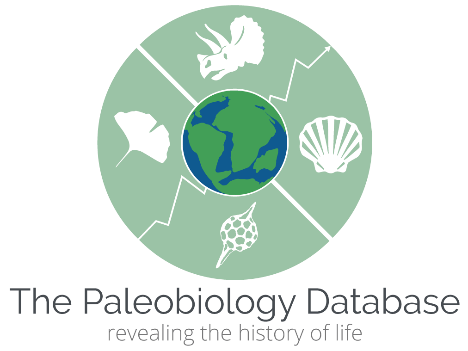 The Paleobiology Database
revealing the history of life